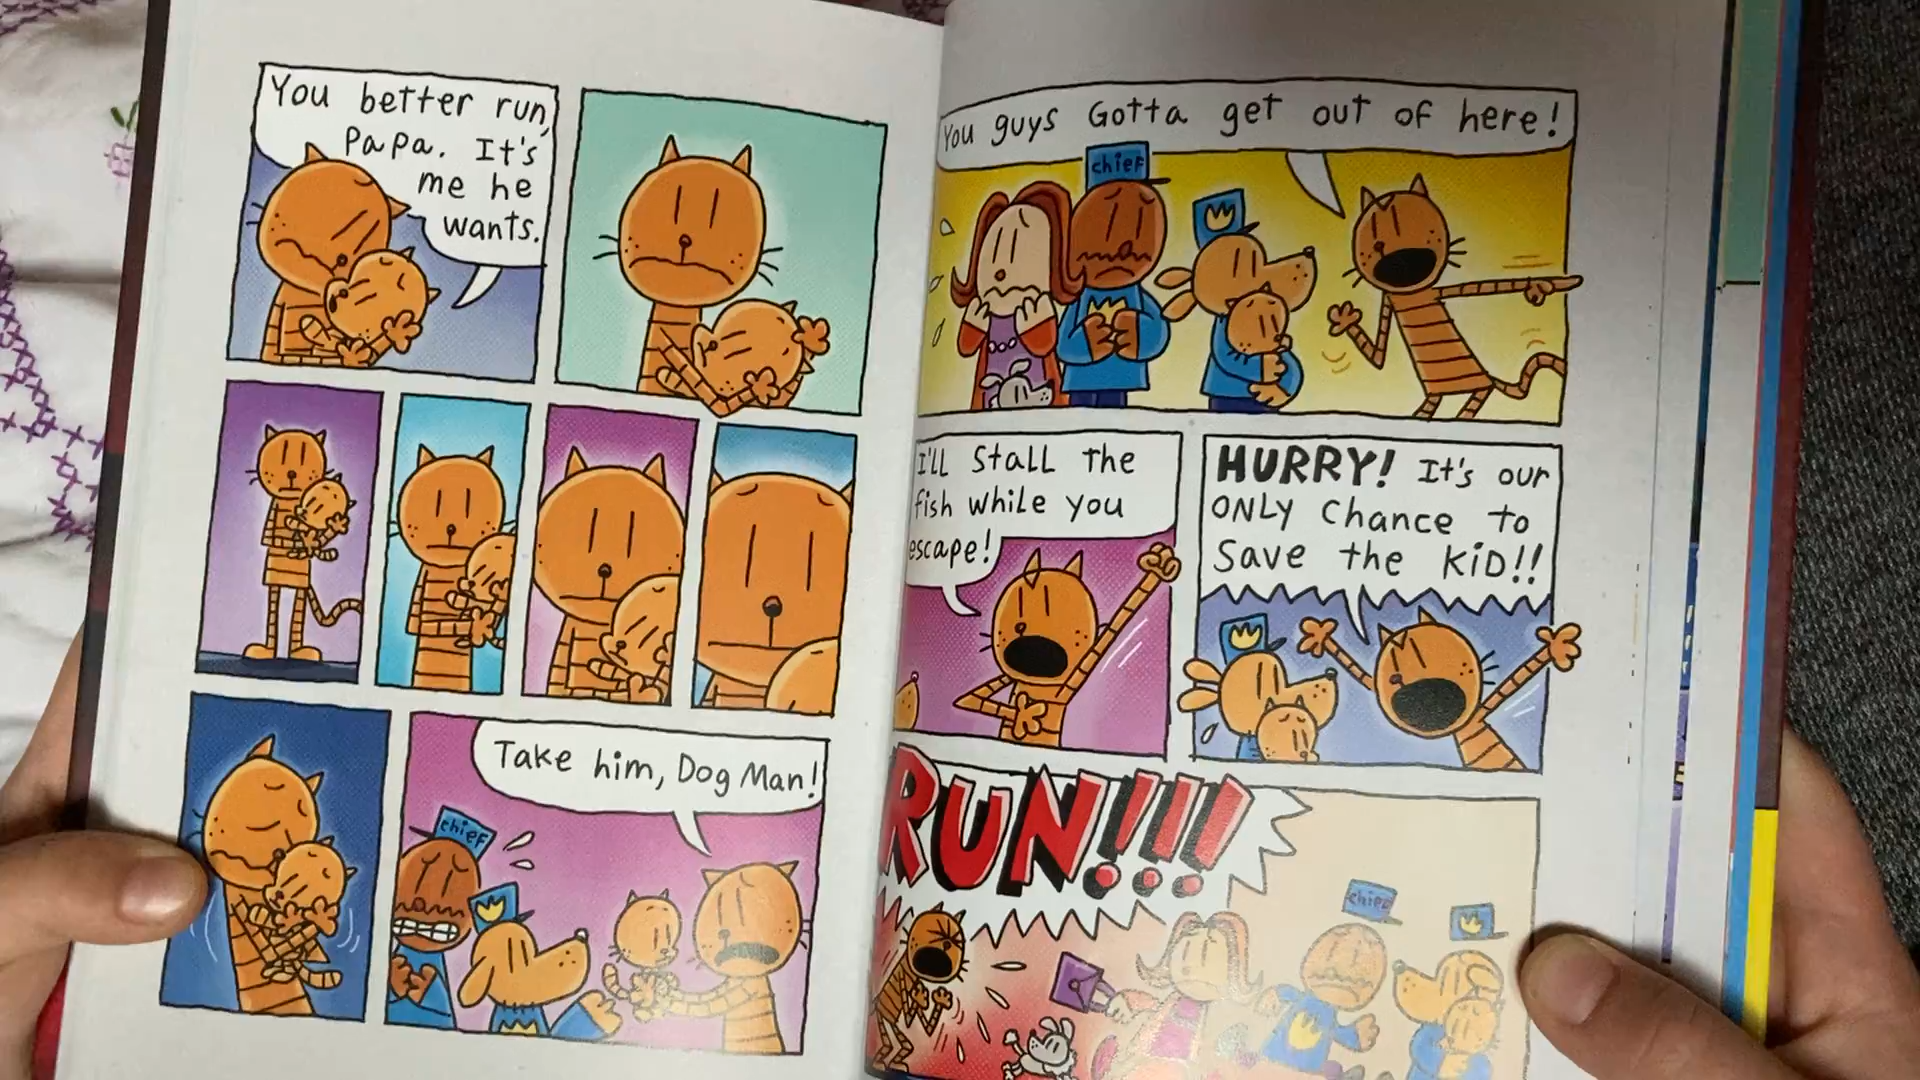 You better run,
Papa. It's
me he
wants.
Take him, Dog Man!
chief
You guys Gotta get out of here!
chief
I'll Stall the
fish while you
escape!
HURRY! It's our
ONLY Chance to
Save the KiD!!
RUN!!!
chief